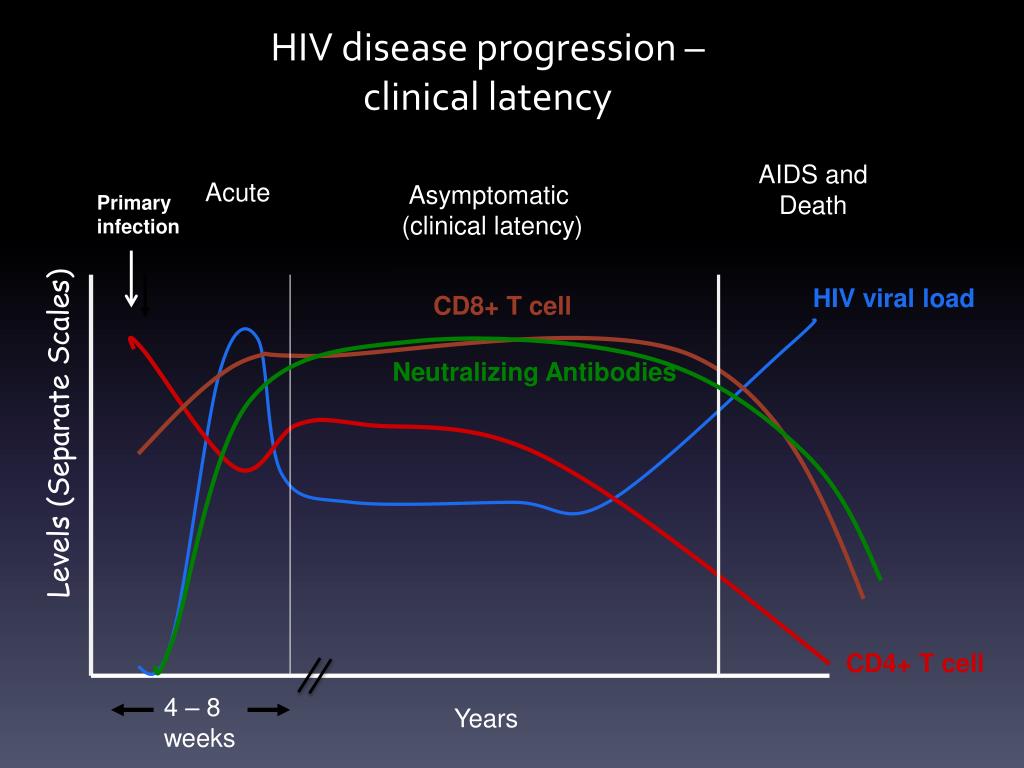 HIV disease progression –
clinical latency
Primary
infection
Acute
Asymptomatic
(clinical latency)
AIDS and
Death
Levels (Separate Scales)
CD8+ T cell
HIV viral load
Neutralizing Antibodies
CD4+ T cell
4 – 8
weeks
Years